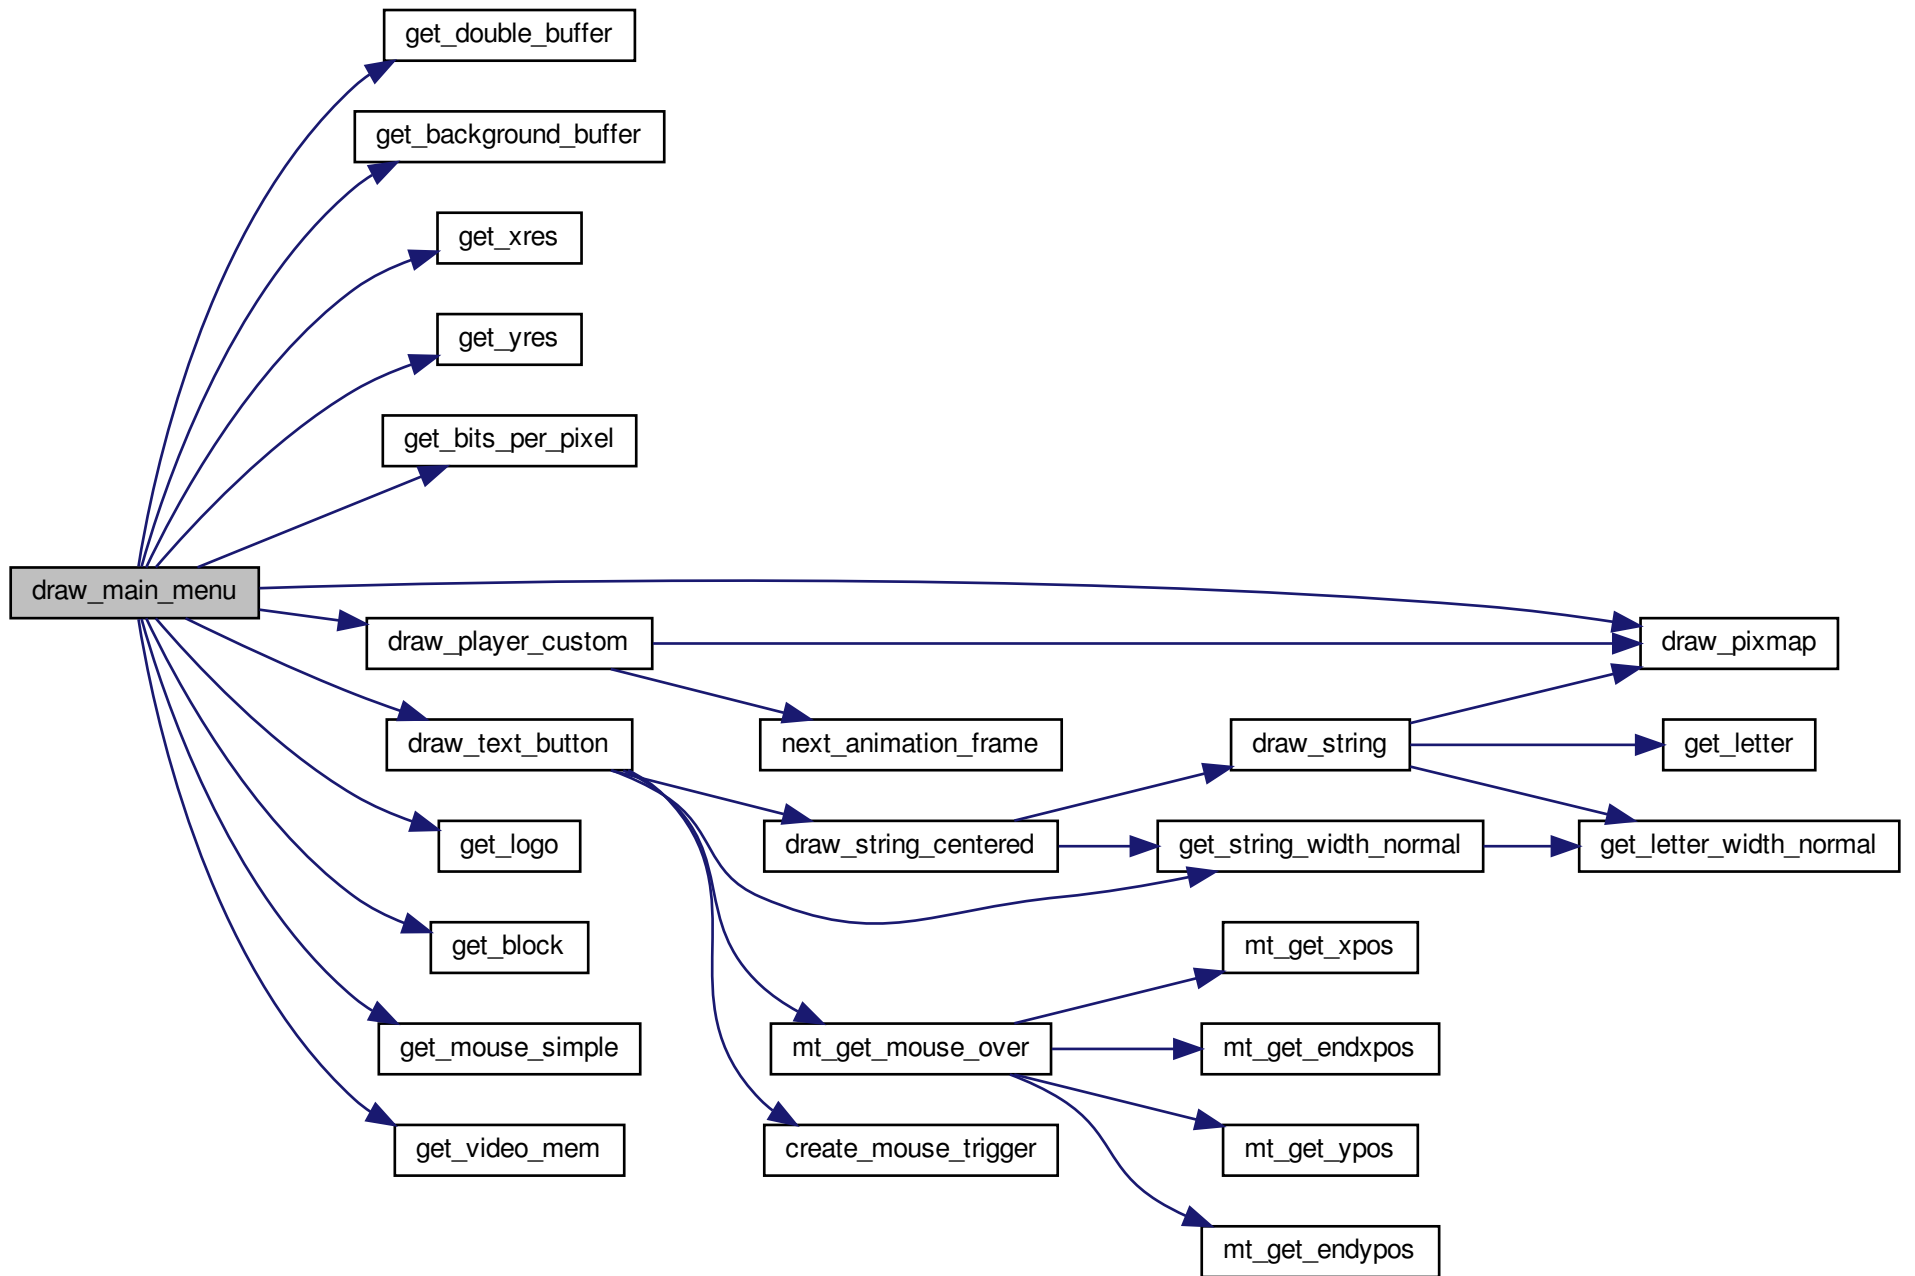 get_double_buffer
get_background_buffer
get_xres
get_yres
get_bits_per_pixel
draw_main_menu
draw_player_custom
draw_pixmap
draw_text_button
next_animation_frame
draw_string
get_letter
get_logo
draw_string_centered
get_string_width_normal
get_letter_width_normal
get_block
mt_get_xpos
get_mouse_simple
mt_get_mouse_over
mt_get_endxpos
get_video_mem
create_mouse_trigger
mt_get_ypos
mt_get_endypos